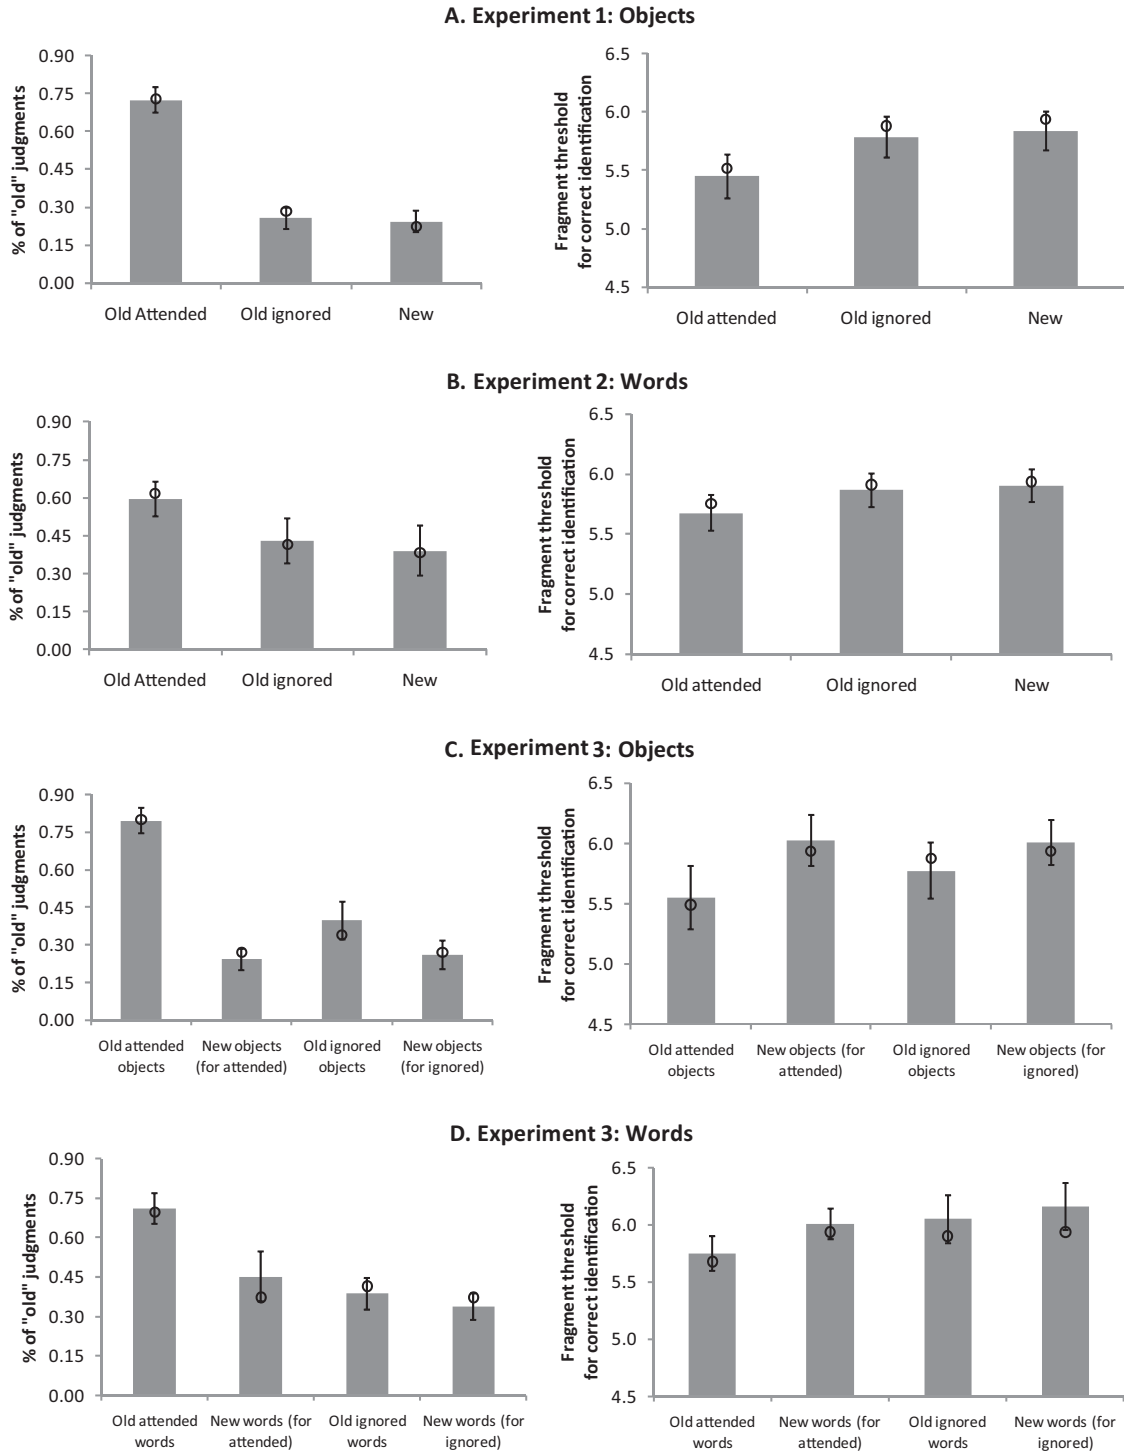 A. Experiment 1: Objects
% of "old" judgments
0.90
0.75
0.60
0.45
0.30
0.15
0.00
Old Attended
Old ignored
New
Fragment threshold
for correct identification
6.5
6.0
5.5
5.0
4.5
Old attended
Old ignored
New
B. Experiment 2: Words
% of "old" judgments
0.90
0.75
0.60
0.45
0.30
0.15
0.00
Old Attended
Old ignored
New
Fragment threshold
for correct identification
6.5
6.0
5.5
5.0
4.5
Old attended
Old ignored
New
C. Experiment 3: Objects
% of "old" judgments
0.90
0.75
0.60
0.45
0.30
0.15
0.00
Old attended
objects
New objects
(for attended)
Old ignored
objects
New objects
(for ignored)
Fragment threshold
for correct identification
6.5
6.0
5.5
5.0
4.5
Old attended
objects
New objects (for
attended)
Old ignored
objects
New objects (for
ignored)
D. Experiment 3: Words
% of "old" judgments
0.90
0.75
0.60
0.45
0.30
0.15
0.00
Old attended
words
New words (for
attended)
Old ignored
words
New words (for
ignored)
Fragment threshold
for correct identification
6.5
6.0
5.5
5.0
4.5
Old attended
words
New words (for
attended)
Old ignored
words
New words (for
ignored)